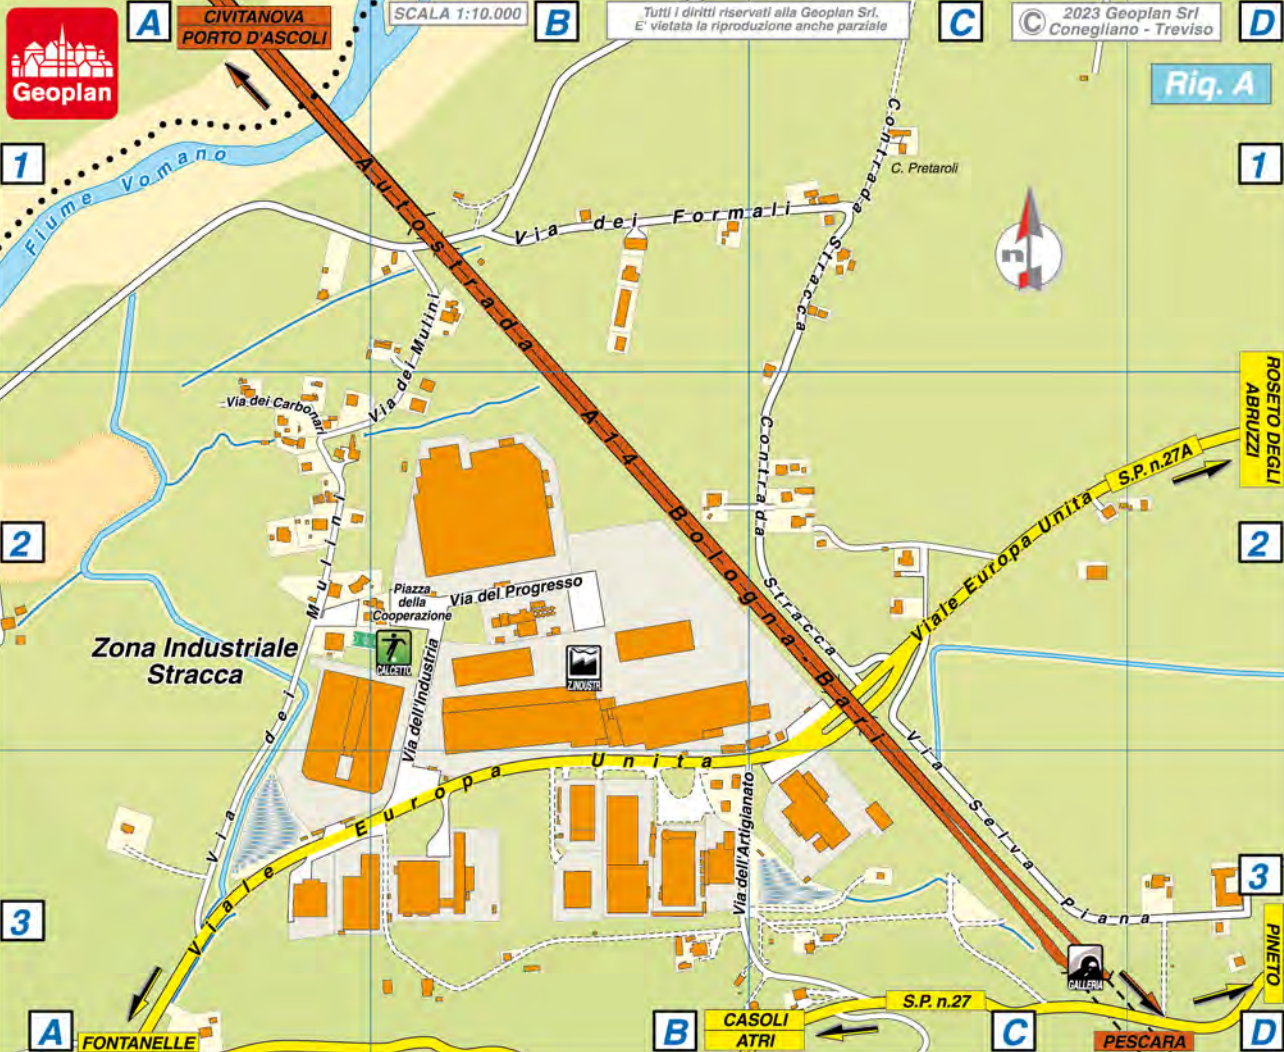 A
CIVITANOVA
PORTO D'ASCOLI
SCALA 1:10.000
B
Tutti i diritti riservati alla Geoplan Srl.
E' vietata la riproduzione anche parziale
C
© 2023 Geoplan Srl
Conegliano - Treviso
D
Geoplan
Riq. A
1
1
Fiume Vomano
Autostrada A14 Bologna - Bari
Contrada Stracca
C. Pretaroli
Via dei Formali
n
Via dei Mulini
Via dei Carbonari
ROSETO DEGLI
ABRUZZI
S.P. n.27A
Contrada Stracca
2
2
Viale Europa Unita
Via dei Mulini
Piazza
della
Cooperazione
Via del Progresso
Zona Industriale
Stracca
CALCETTO
Z.INDUSTR.
Via dell'Industria
Viale Europa Unita
Via dell'Artigianato
Via Selva Piana
3
3
PINETO
GALLERIA
S.P. n.27
A
FONTANELLE
B
CASOLI
ATRI
C
PESCARA
D